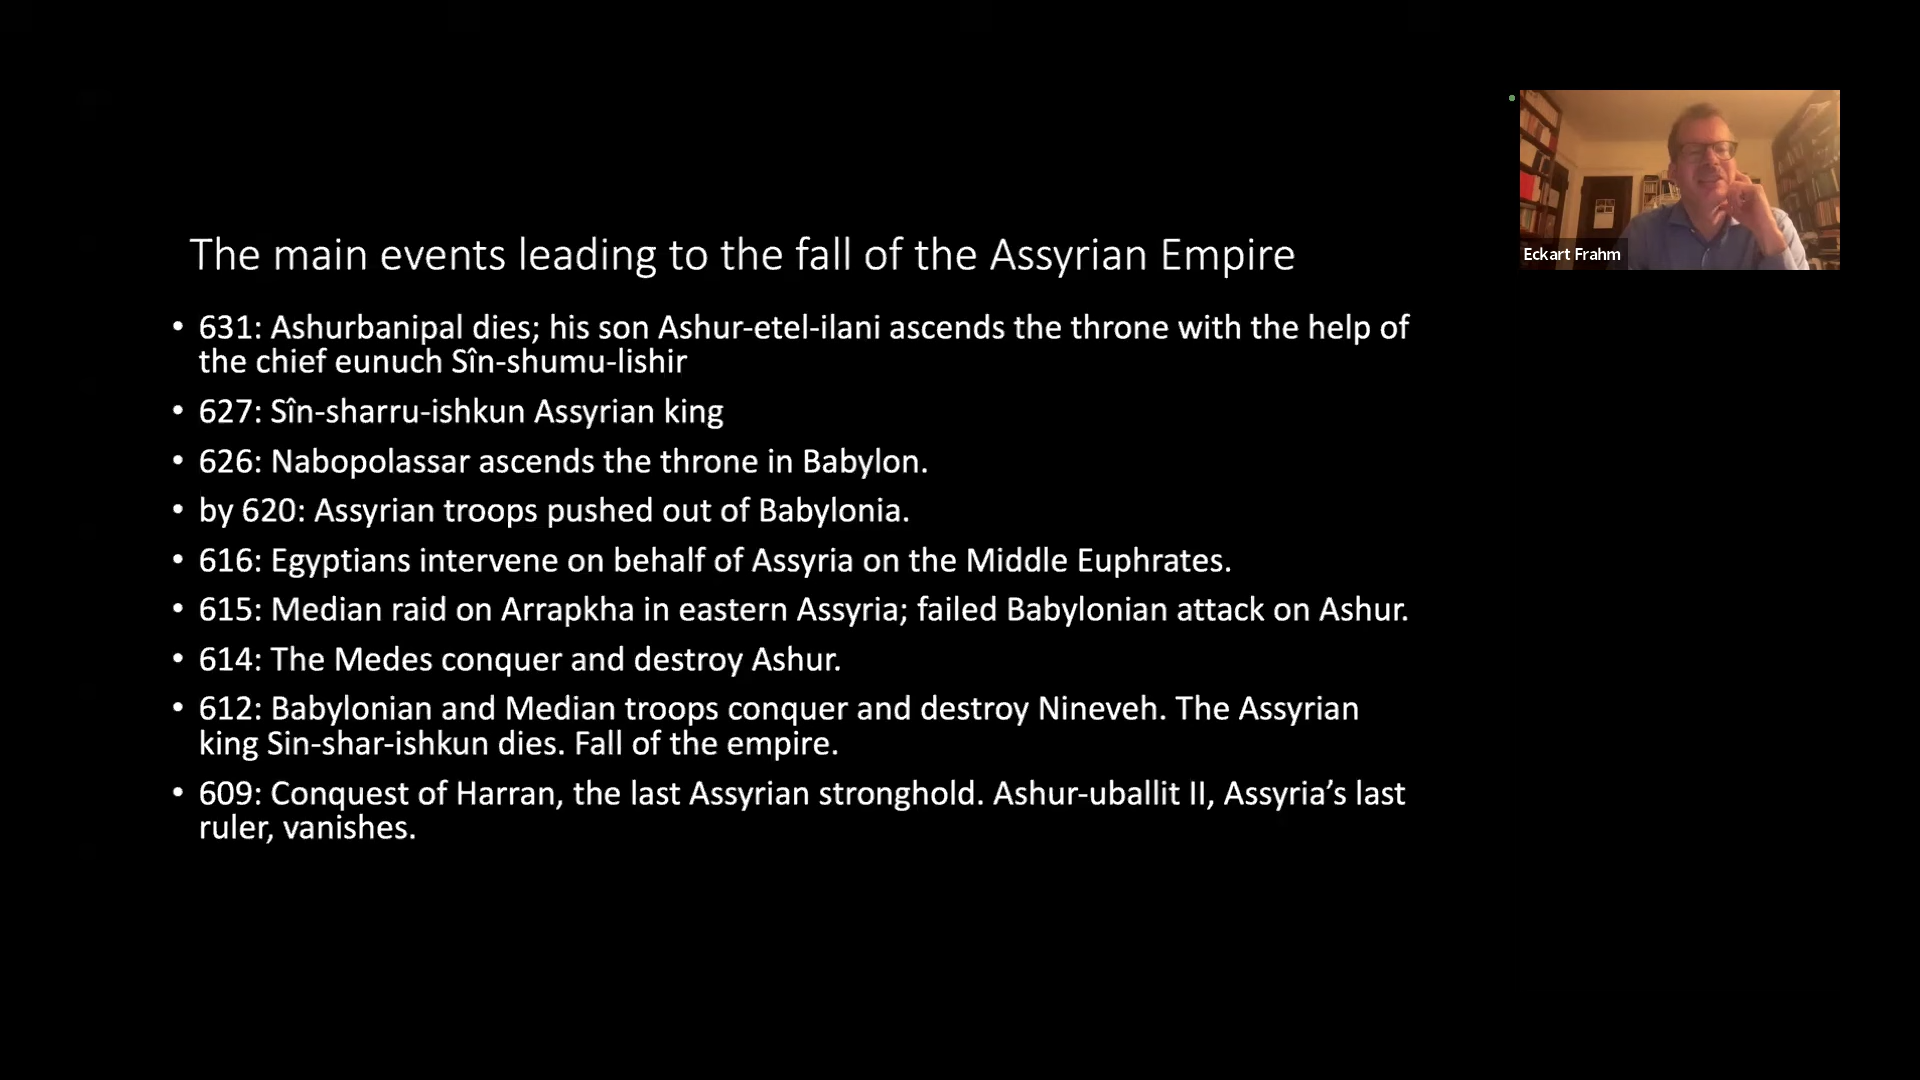 The main events leading to the fall of the Assyrian Empire
• 631: Ashurbanipal dies; his son Ashur-etel-ilani ascends the throne with the help of
the chief eunuch Sîn-shumu-lishir
• 627: Sîn-sharru-ishkun Assyrian king
• 626: Nabopolassar ascends the throne in Babylon.
• by 620: Assyrian troops pushed out of Babylonia.
• 616: Egyptians intervene on behalf of Assyria on the Middle Euphrates.
• 615: Median raid on Arrapkha in eastern Assyria; failed Babylonian attack on Ashur.
• 614: The Medes conquer and destroy Ashur.
• 612: Babylonian and Median troops conquer and destroy Nineveh. The Assyrian
king Sin-shar-ishkun dies. Fall of the empire.
• 609: Conquest of Harran, the last Assyrian stronghold. Ashur-uballit II, Assyria’s last
ruler, vanishes.
Eckart Frahm